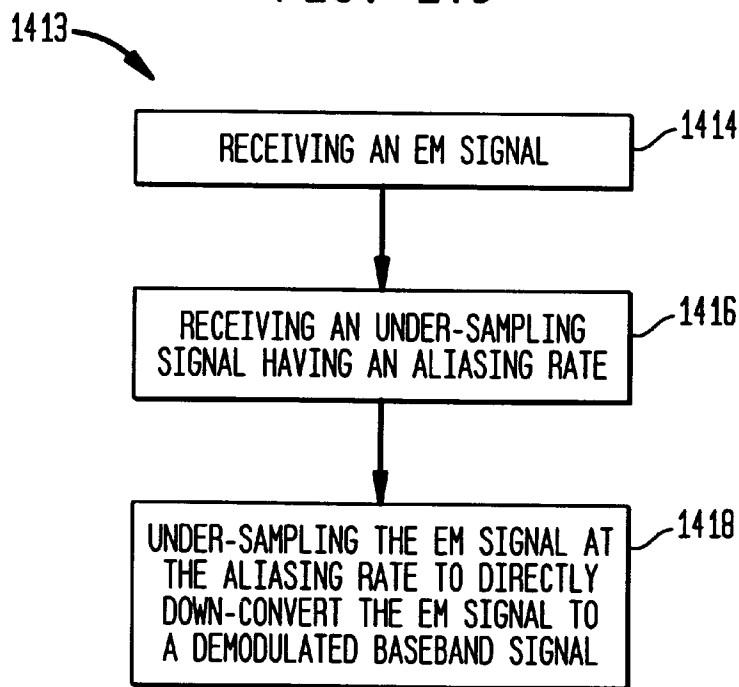 1413
RECEIVING AN EM SIGNAL
1414
RECEIVING AN UNDER-SAMPLING
SIGNAL HAVING AN ALIASING RATE
1416
UNDER-SAMPLING THE EM SIGNAL AT
THE ALIASING RATE TO DIRECTLY
DOWN-CONVERT THE EM SIGNAL TO
A DEMODULATED BASEBAND SIGNAL
1418